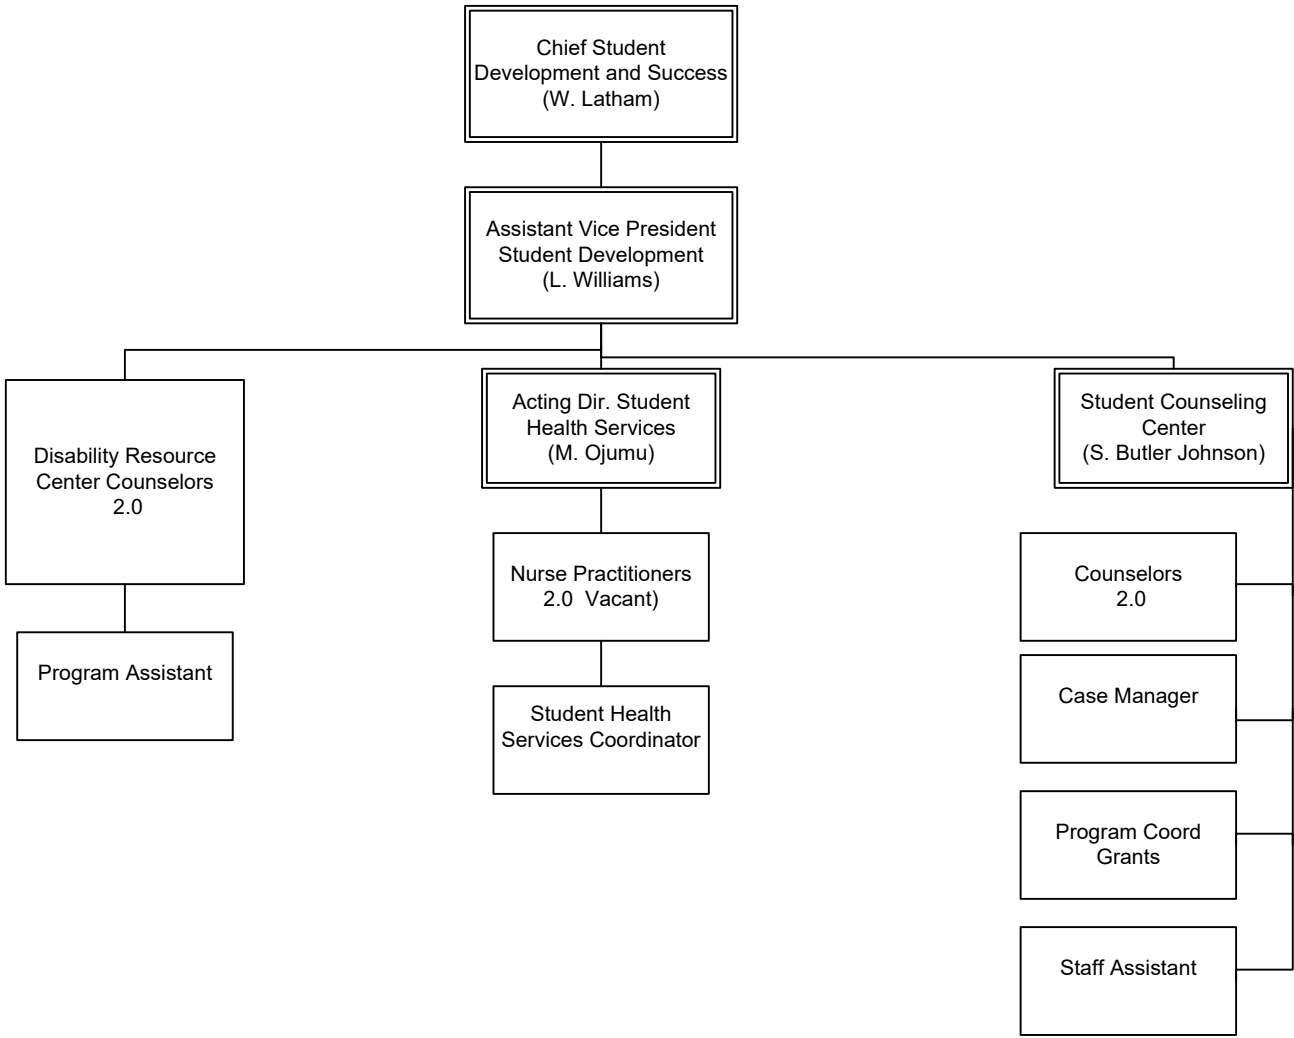 Chief Student
Development and Success
(W. Latham)
Assistant Vice President
Student Development
(L. Williams)
Disability Resource
Center Counselors
2.0
Program Assistant
Acting Dir. Student
Health Services
(M. Ojumu)
Nurse Practitioners
2.0  Vacant)
Student Health
Services Coordinator
Student Counseling
Center
(S. Butler Johnson)
Counselors
2.0
Case Manager
Program Coord
Grants
Staff Assistant